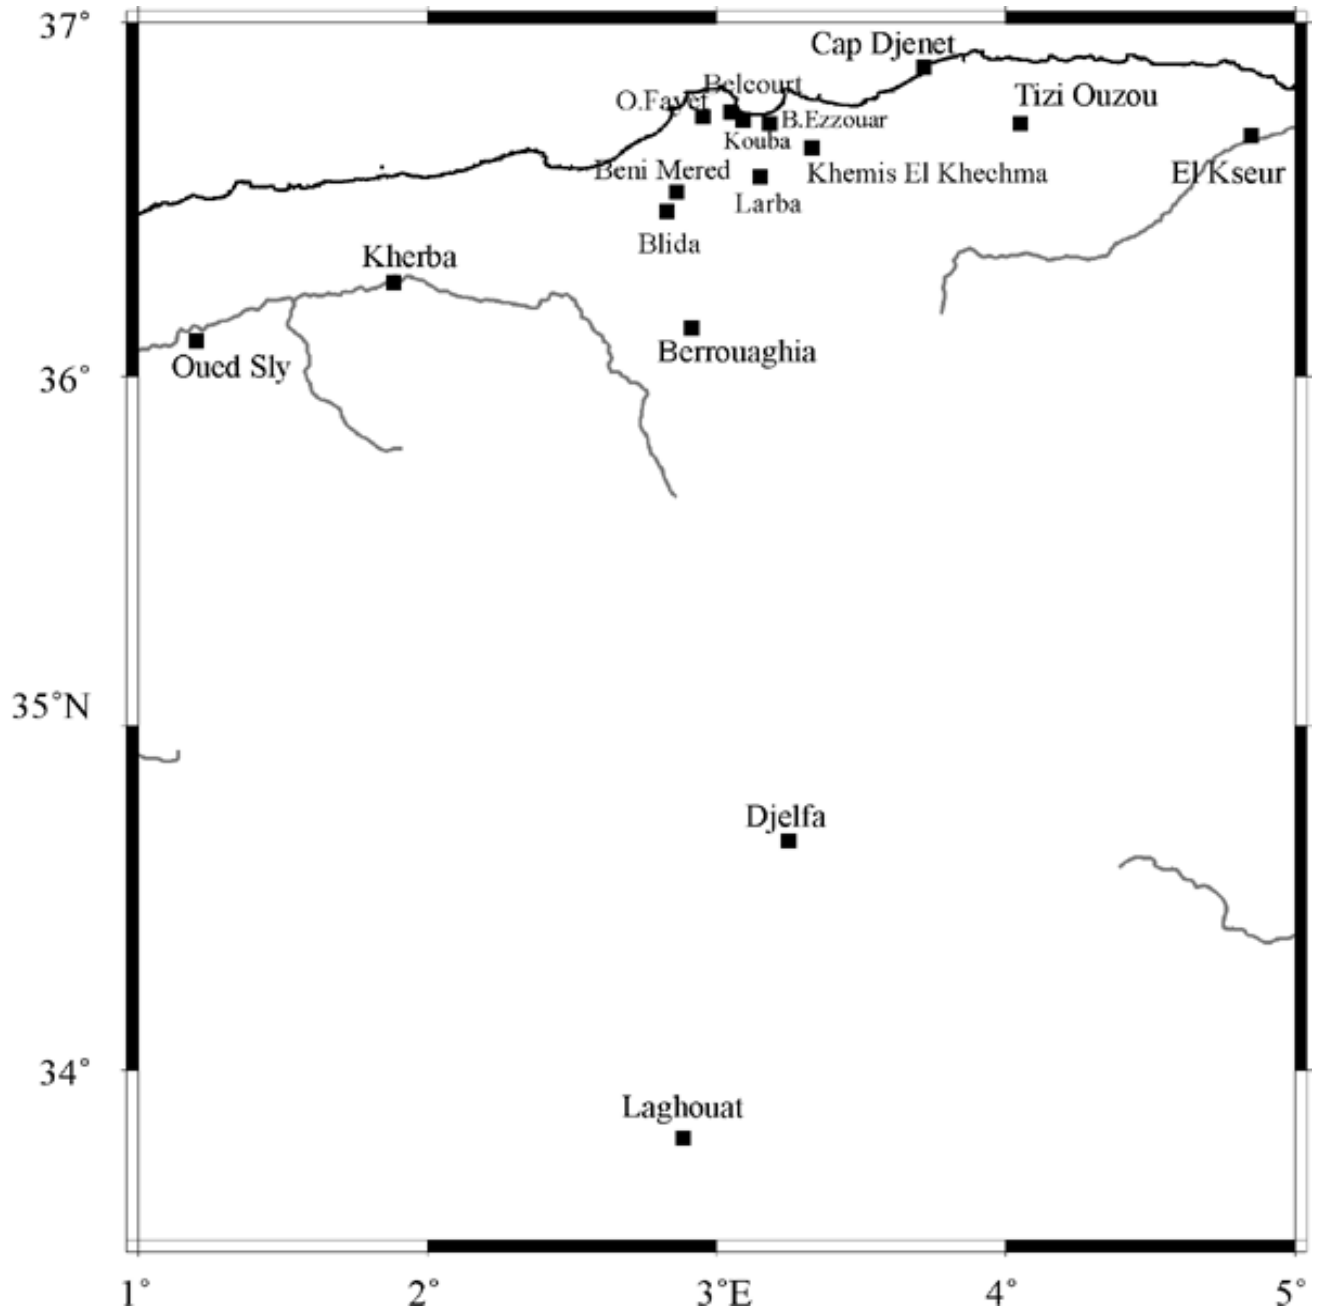 37°
Cap Djenet
Belcourt
Tizi Ouzou
O.Fayet
B.Ezzouar
Kouba
Beni Mered
Khemis El Khechma
El Kseur
Larba
Blida
Kherba
Berrouaghia
Oued Sly
36°
35°N
Djelfa
34°
Laghouat
1°
2°
3°E
4°
5°